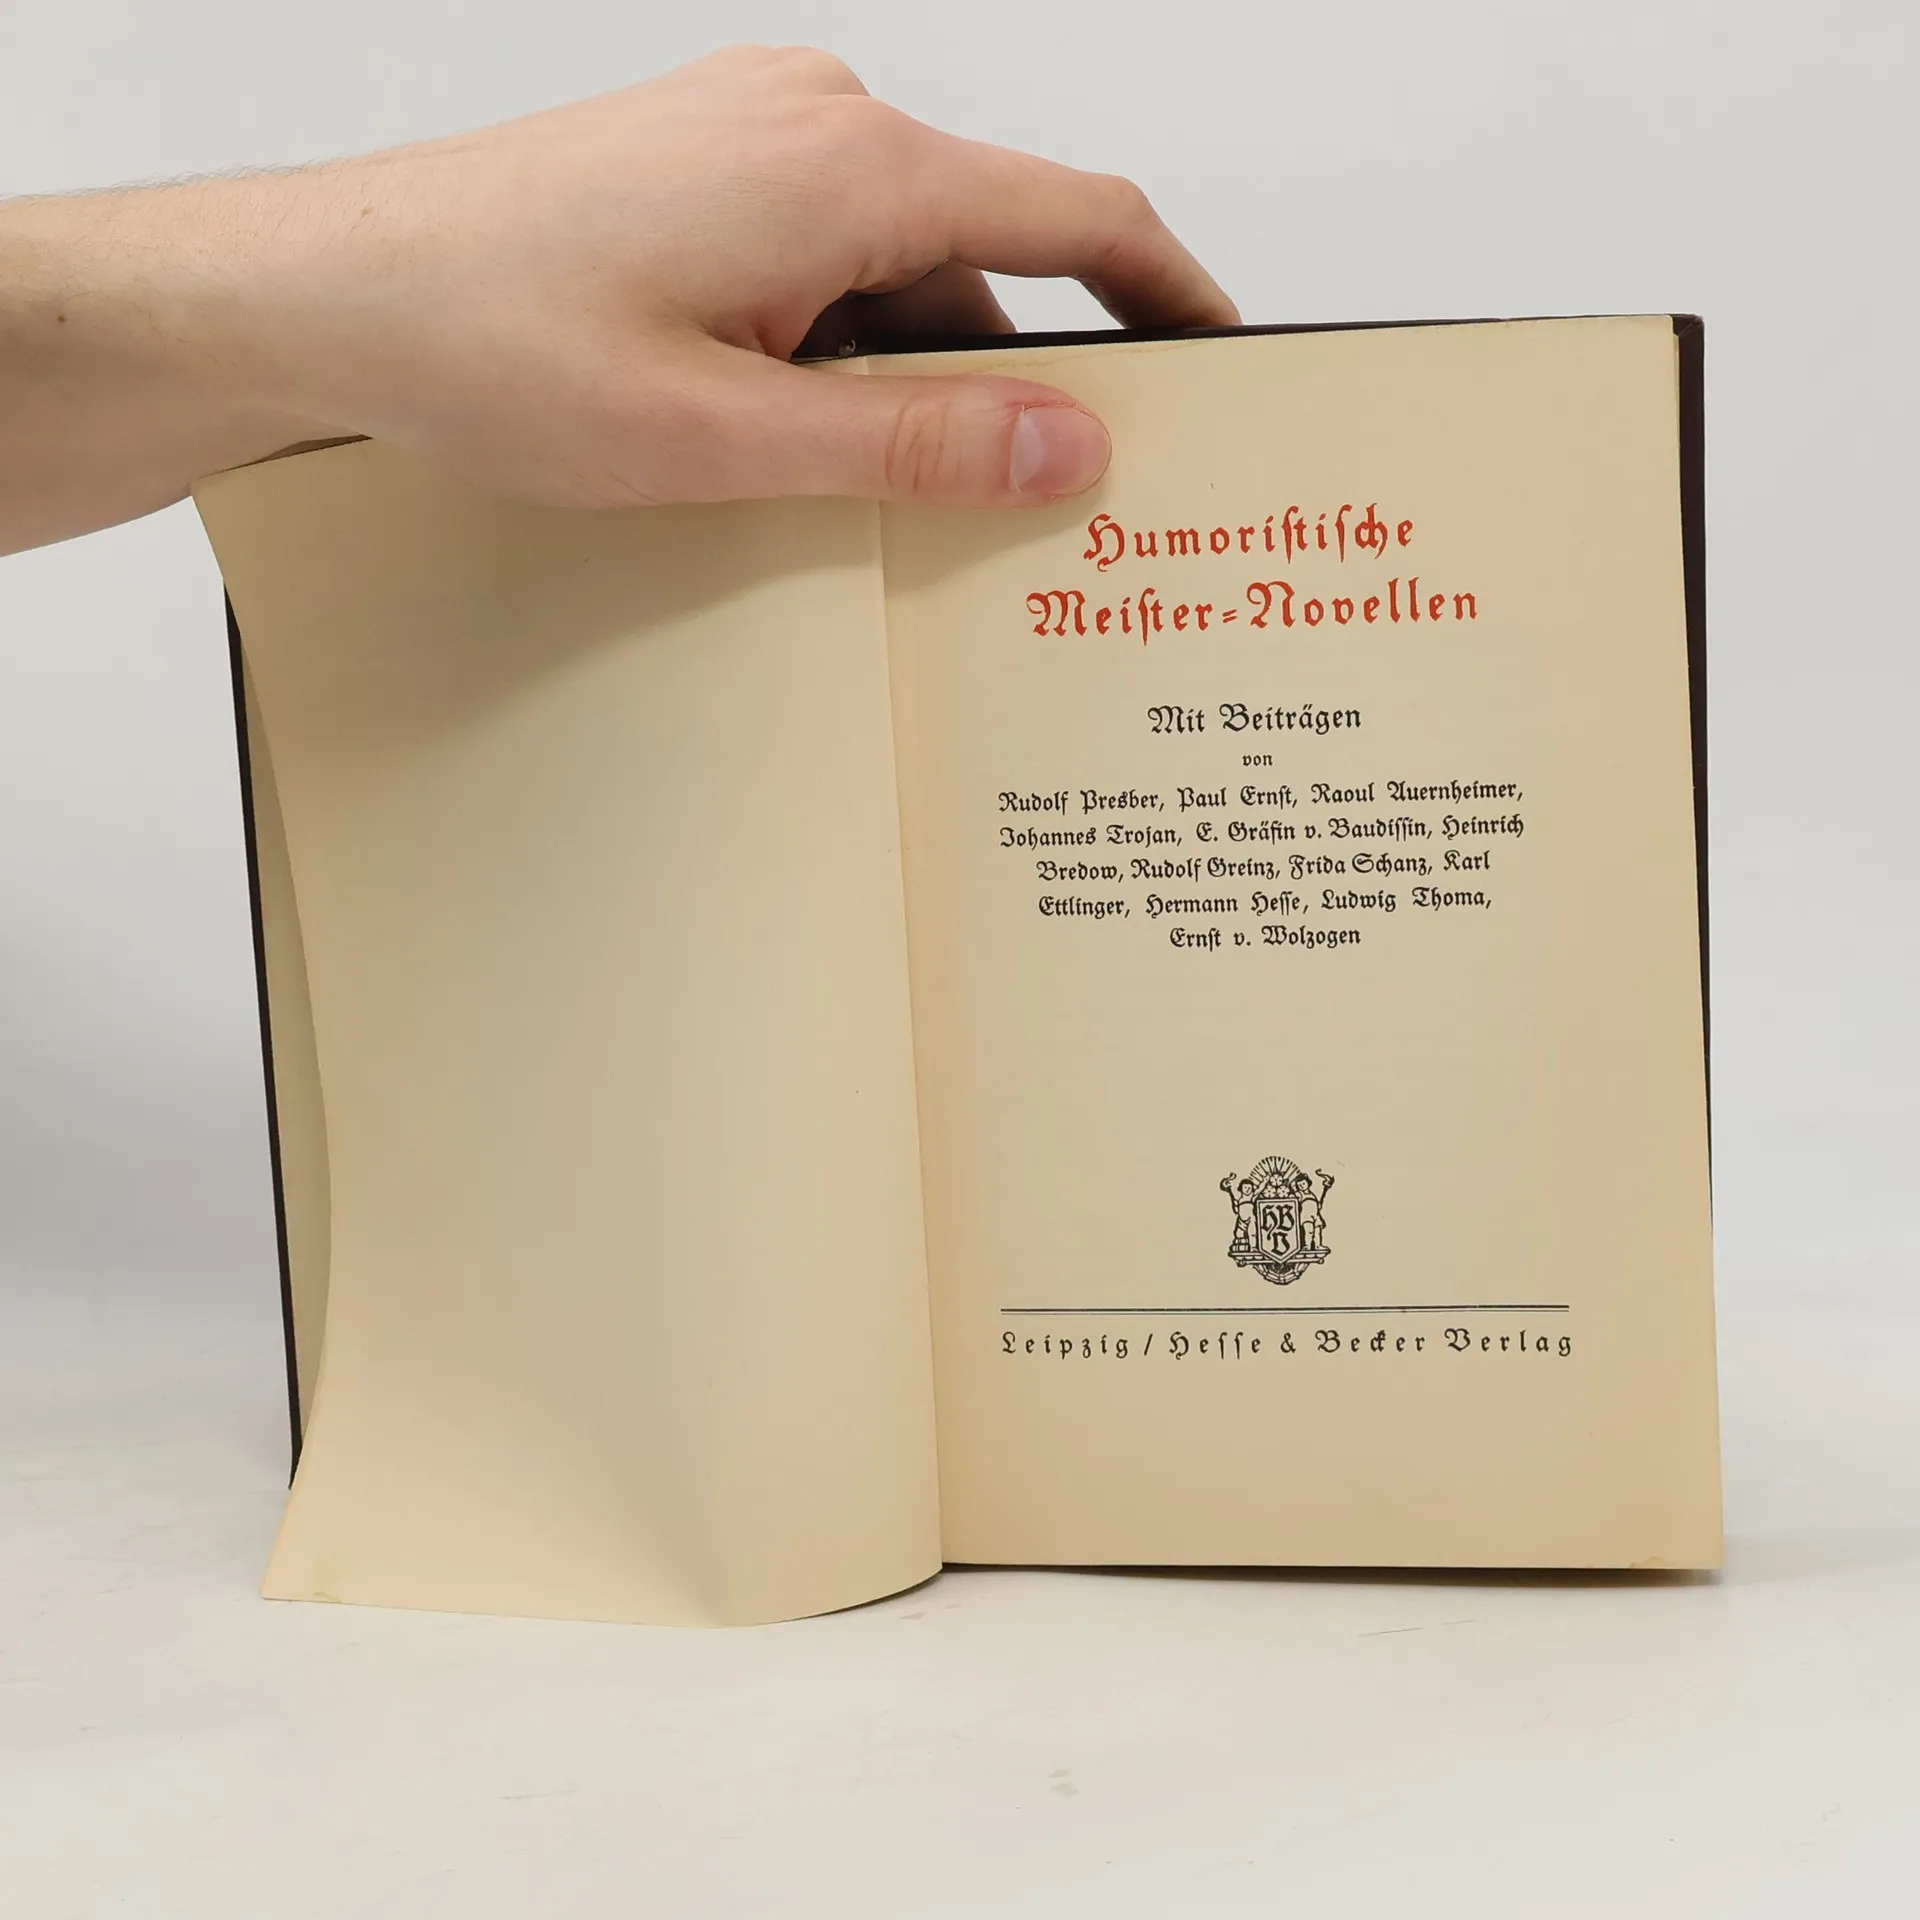 Humoristische
Meister-Novellen
Mit Beiträgen
von
Rudolf Presber, Paul Ernst, Raoul Auernheimer,
Johannes Trojan, E. Gräfin v. Baudissin, Heinrich
Bredow, Rudolf Greinz, Frida Schanz, Karl
Ettlinger, Hermann Hesse, Ludwig Thoma,
Ernst v. Wolzogen
HB
V
Leipzig / Hesse & Becker Verlag